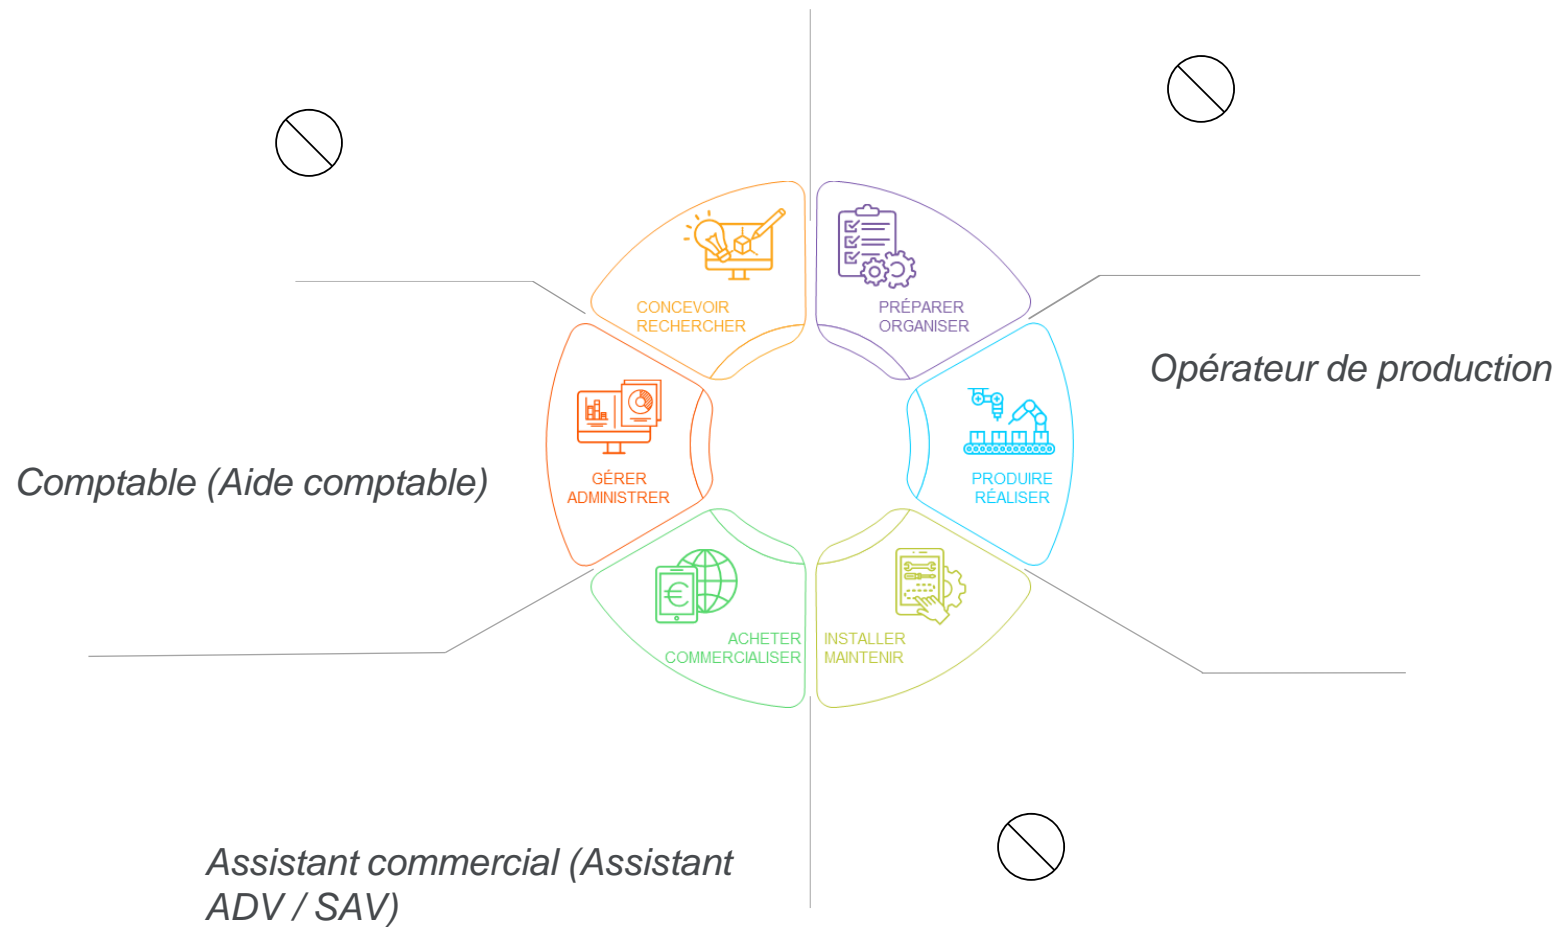 CONCEVOIR
RECHERCHER
PRÉPARER
ORGANISER
Opérateur de production
Comptable (Aide comptable)
GÉRER
ADMINISTRER
PRODUIRE
RÉALISER
€
ACHETER
COMMERCIALISER
INSTALLER
MAINTENIR
Assistant commercial (Assistant
ADV / SAV)